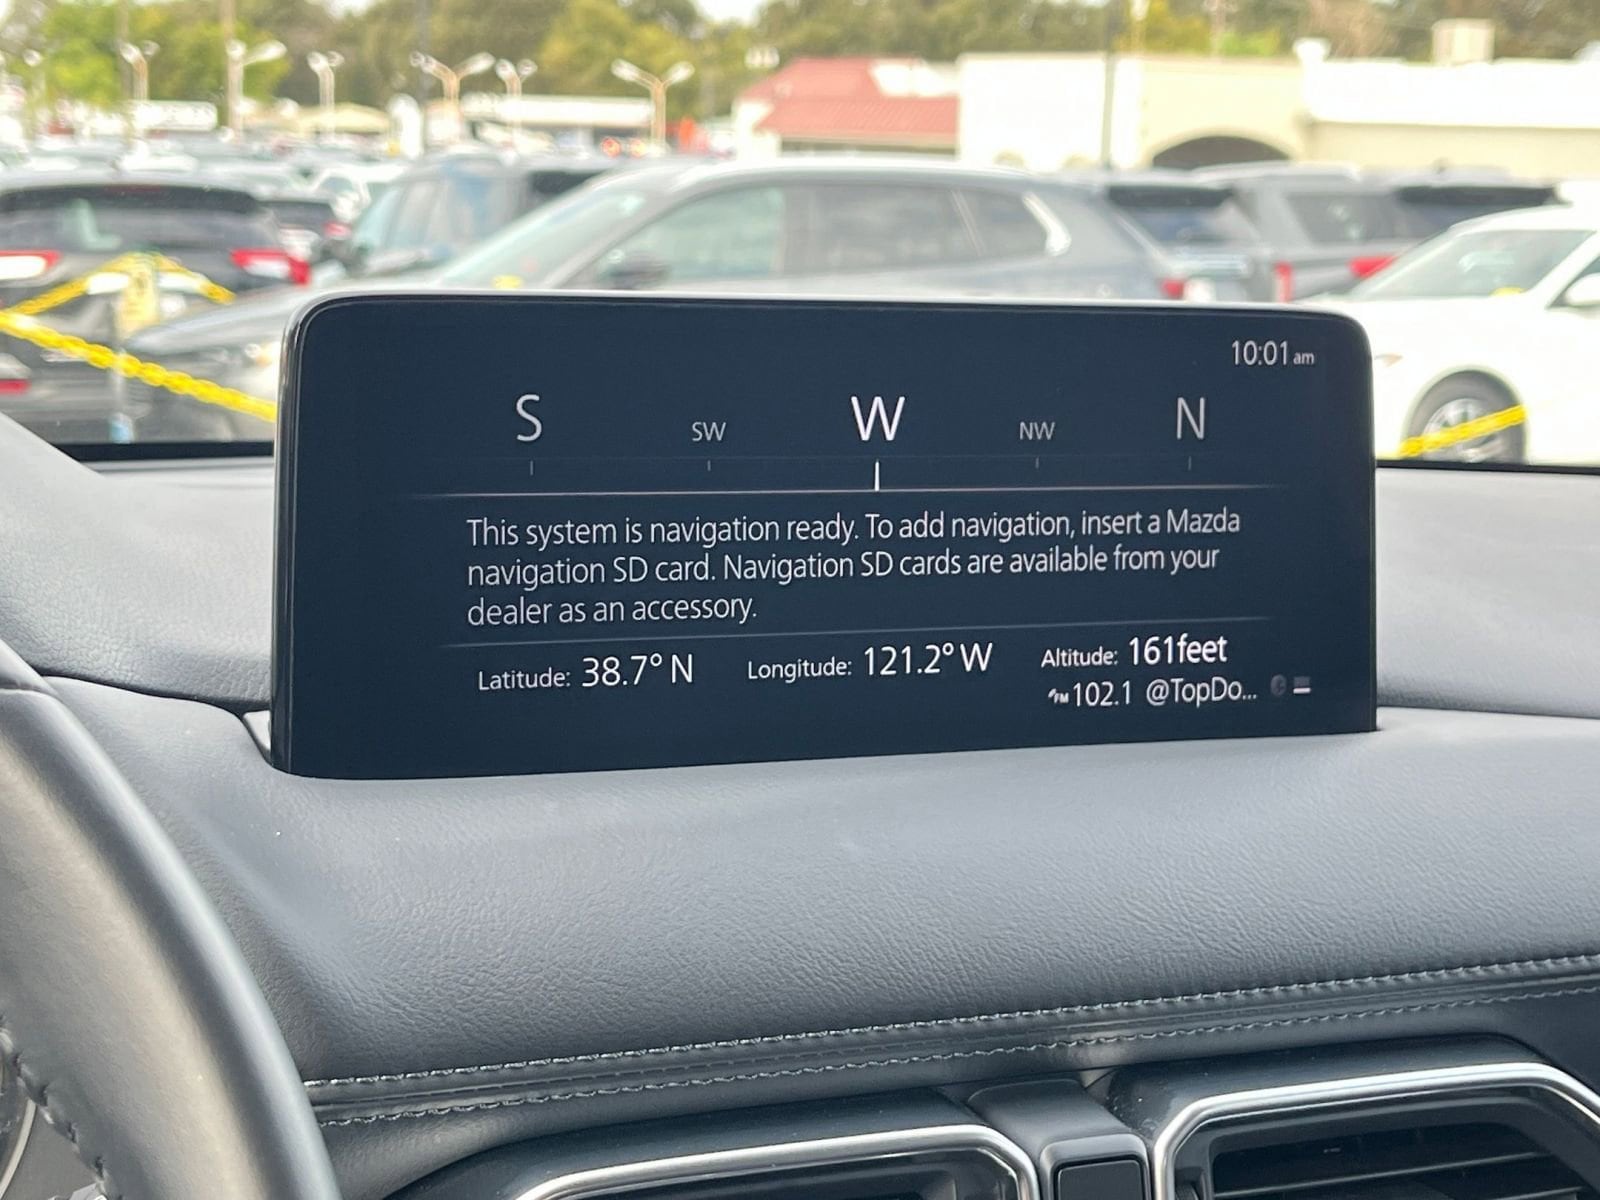 10:01 am
S SW W NW N
This system is navigation ready. To add navigation, insert a Mazda
navigation SD card. Navigation SD cards are available from your
dealer as an accessory.
Latitude: 38.7° N Longitude: 121.2° W Altitude: 161feet
FM 102.1 @TopDo...